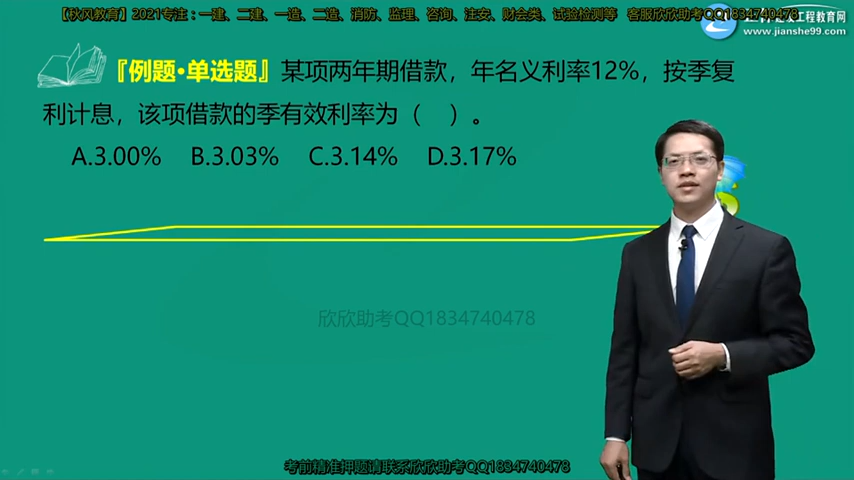 【秋风教育】2021专注：一建、二建、一造、二造、消防、监理、咨询、注安、财会类、试验检测等 客服欣欣助考QQ1834740478
工程教育网
www.jianshe99.com
『例题·单选题』某项两年期借款，年名义利率12%，按季复
利计息，该项借款的季有效利率为（ ）。
A.3.00% B.3.03% C.3.14% D.3.17%
欣欣助考QQ1834740478
考前精准押题请联系欣欣助考QQ1834740478